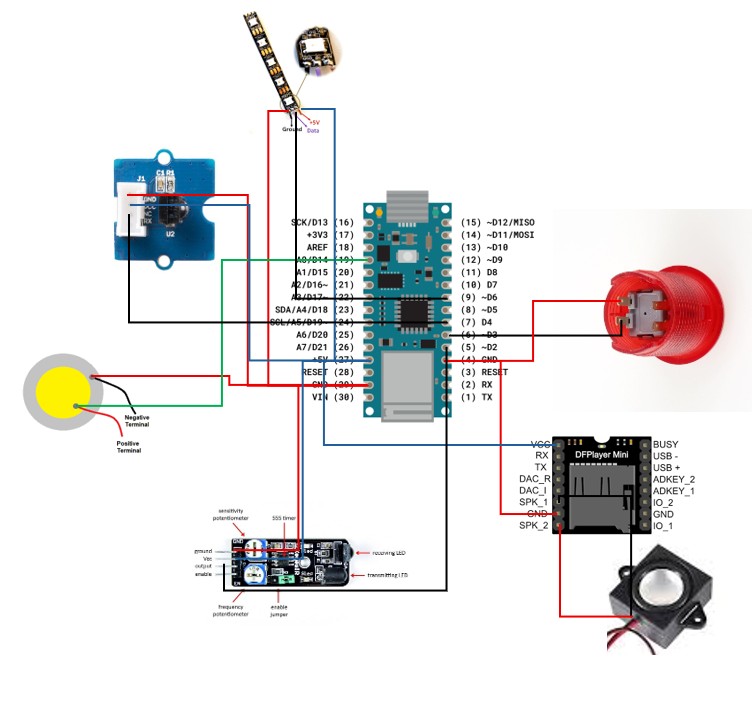 +5V
Ground
Data
J1
C1 R1
GND
VCC
NC
RX
U2
SCK/D13 (16)
+3V3 (17)
AREF (18)
A0/D14 (19)
A1/D15 (20)
A2/D16~ (21)
A3/D17~ (22)
SDA/A4/D18 (23)
SCL/A5/D19~ (24)
A6/D20 (25)
A7/D21 (26)
+5V (27)
RESET (28)
GND (29)
VIN (30)
(15) ~D12/MISO
(14) ~D11/MOSI
(13) ~D10
(12) ~D9
(11) D8
(10) D7
(9) ~D6
(8) ~D5
(7) D4
(6) ~D3
(5) ~D2
(4) GND
(3) RESET
(2) RX
(1) TX
Negative
Terminal
Positive
Terminal
VCC
RX
TX
DAC_R
DAC_I
SPK_1
GND
SPK_2
DFPlayer Mini
BUSY
USB -
USB +
ADKEY_2
ADKEY_1
IO_2
GND
IO_1
sensitivity
potentiometer
555 timer
ground
Vcc
output
enable
receiving LED
transmitting LED
EN
frequency
potentiometer
enable
jumper